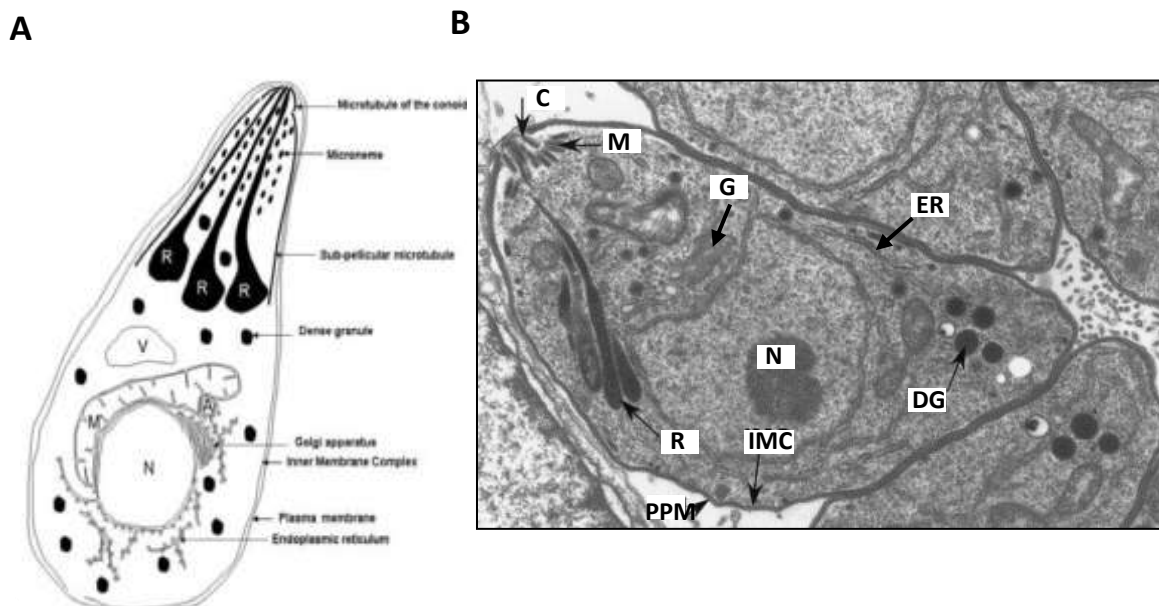 A
B
Microtubule of the conoid
Microneme
R
R
R
Sub-pellicular microtubule
Dense granule
V
M
A
Golgi apparatus
N
Inner Membrane Complex
Plasma membrane
Endoplasmic reticulum
C
M
G
ER
N
DG
R
IMC
PPM